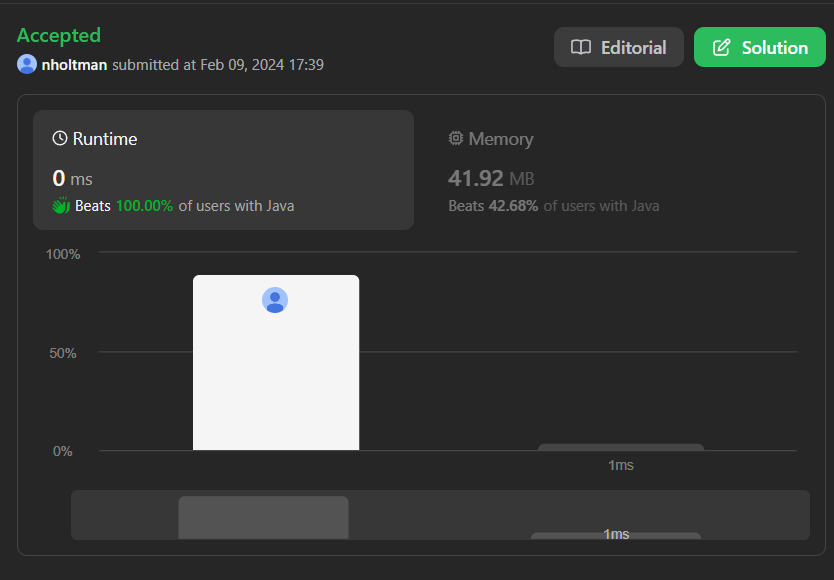 Accepted
nholtman submitted at Feb 09, 2024 17:39
Editorial
Solution
Runtime
0 ms
Beats 100.00% of users with Java
Memory
41.92 MB
Beats 42.68% of users with Java
100%
50%
0%
1ms
1ms